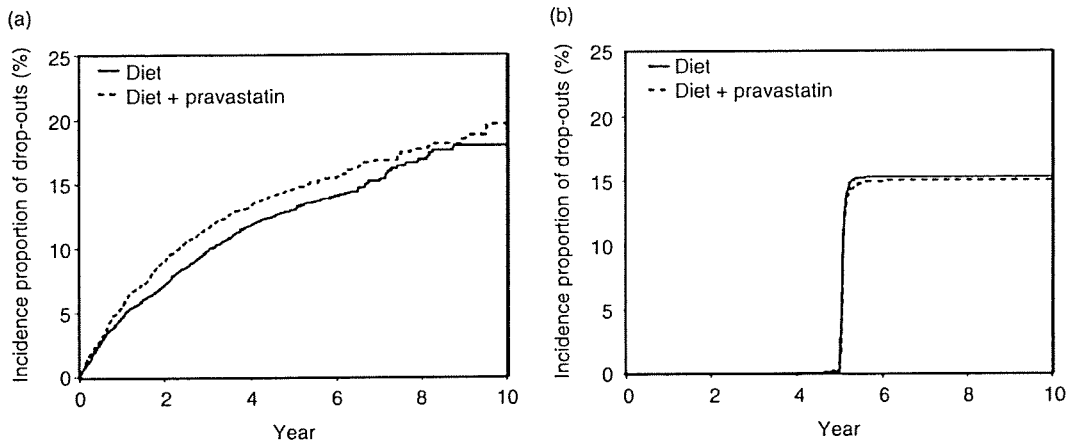 (a)
Incidence proportion of drop-outs (%)
25
20
15
10
5
0
Diet
Diet + pravastatin
0 2 4 6 8 10
Year
(b)
Incidence proportion of drop-outs (%)
25
20
15
10
5
0
Diet
Diet + pravastatin
0 2 4 6 8 10
Year